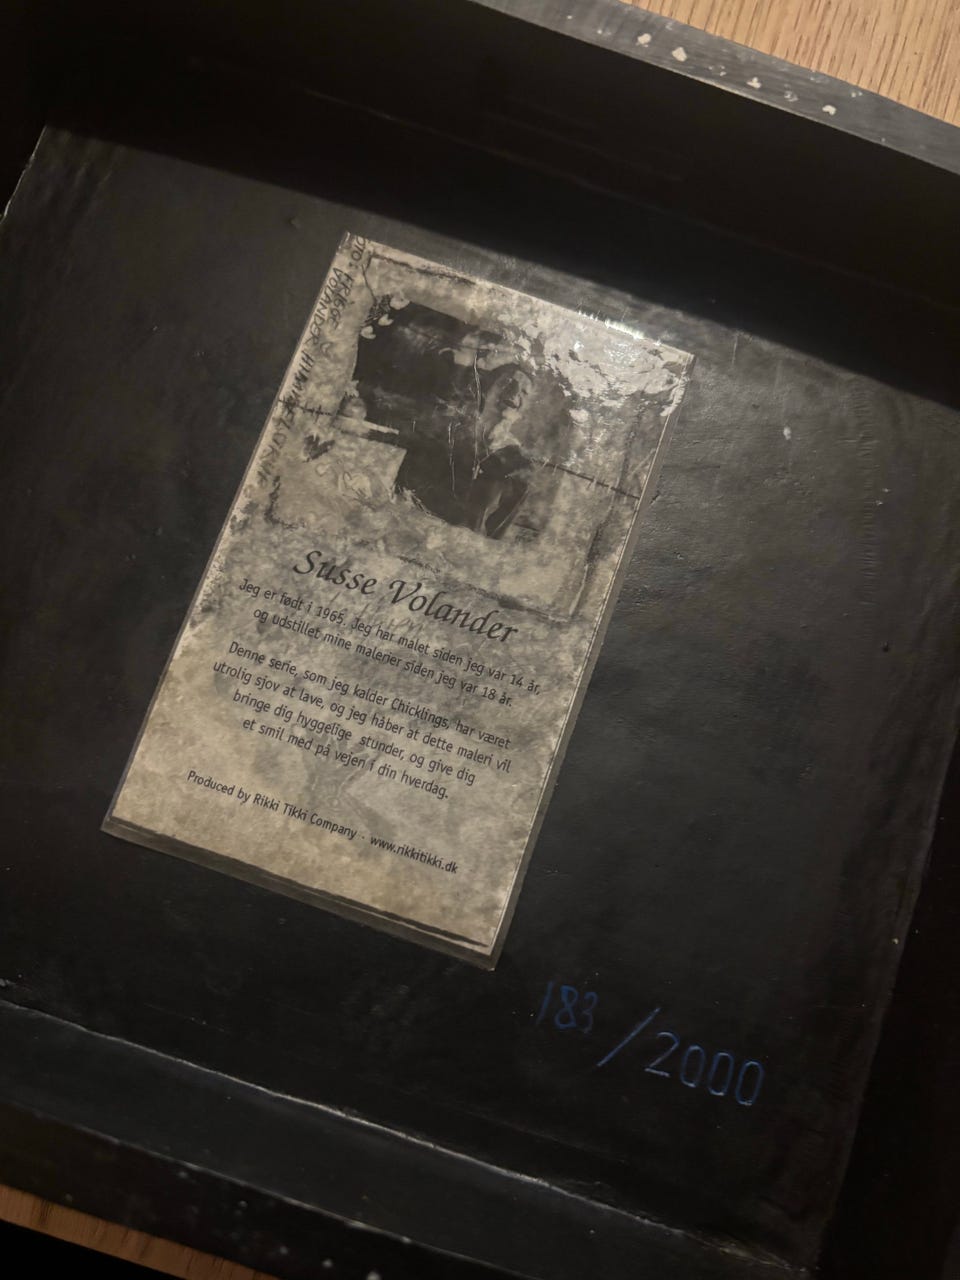 VOLANDER
Susse Volander
Jeg er født i 1965. Jeg har malet siden jeg var 14 år,
og udstillet mine malerier siden jeg var 18 år.
Denne serie, som jeg kalder Chicklings, har været
utrolig sjov at lave, og jeg håber at dette maleri vil
bringe dig hyggelige stunder, og give dig
et smil med på vejen i din hverdag.
Produced by Rikki Tikki Company · www.rikkitikki.dk
183/2000